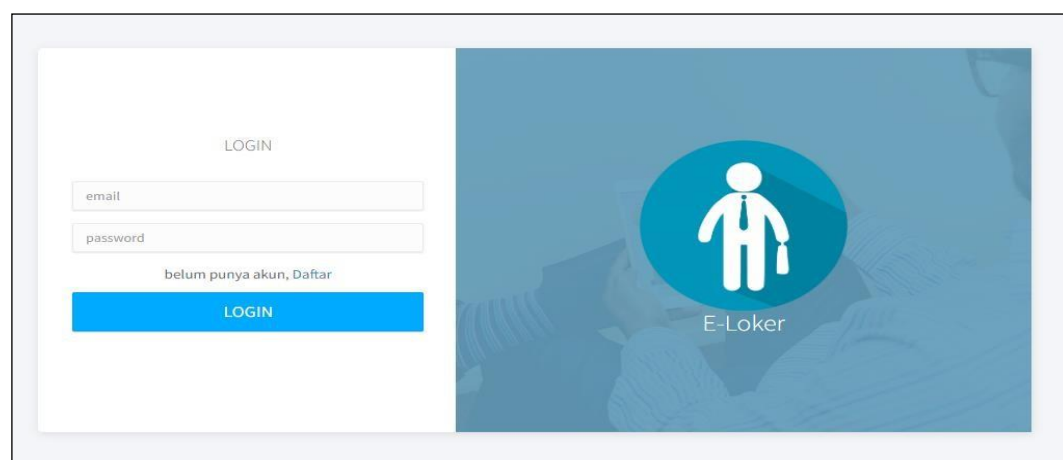 LOGIN
email
password
belum punya akun, Daftar
LOGIN
E-Loker